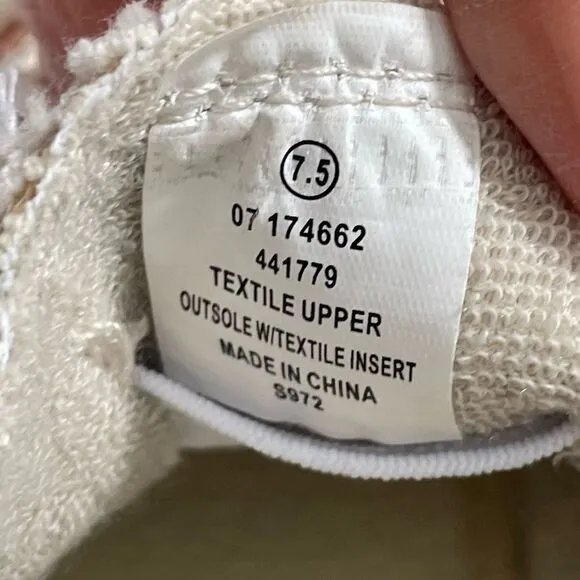 7.5
07 174662
441779
TEXTILE UPPER
OUTSOLE W/TEXTILE INSERT
MADE IN CHINA
S972